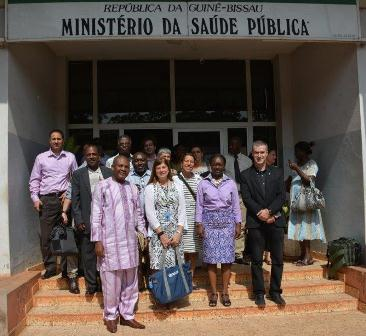 REPÚBLICA DA GUINÉ-BISSAU
MINISTÉRIO DA SAÚDE PÚBLICA